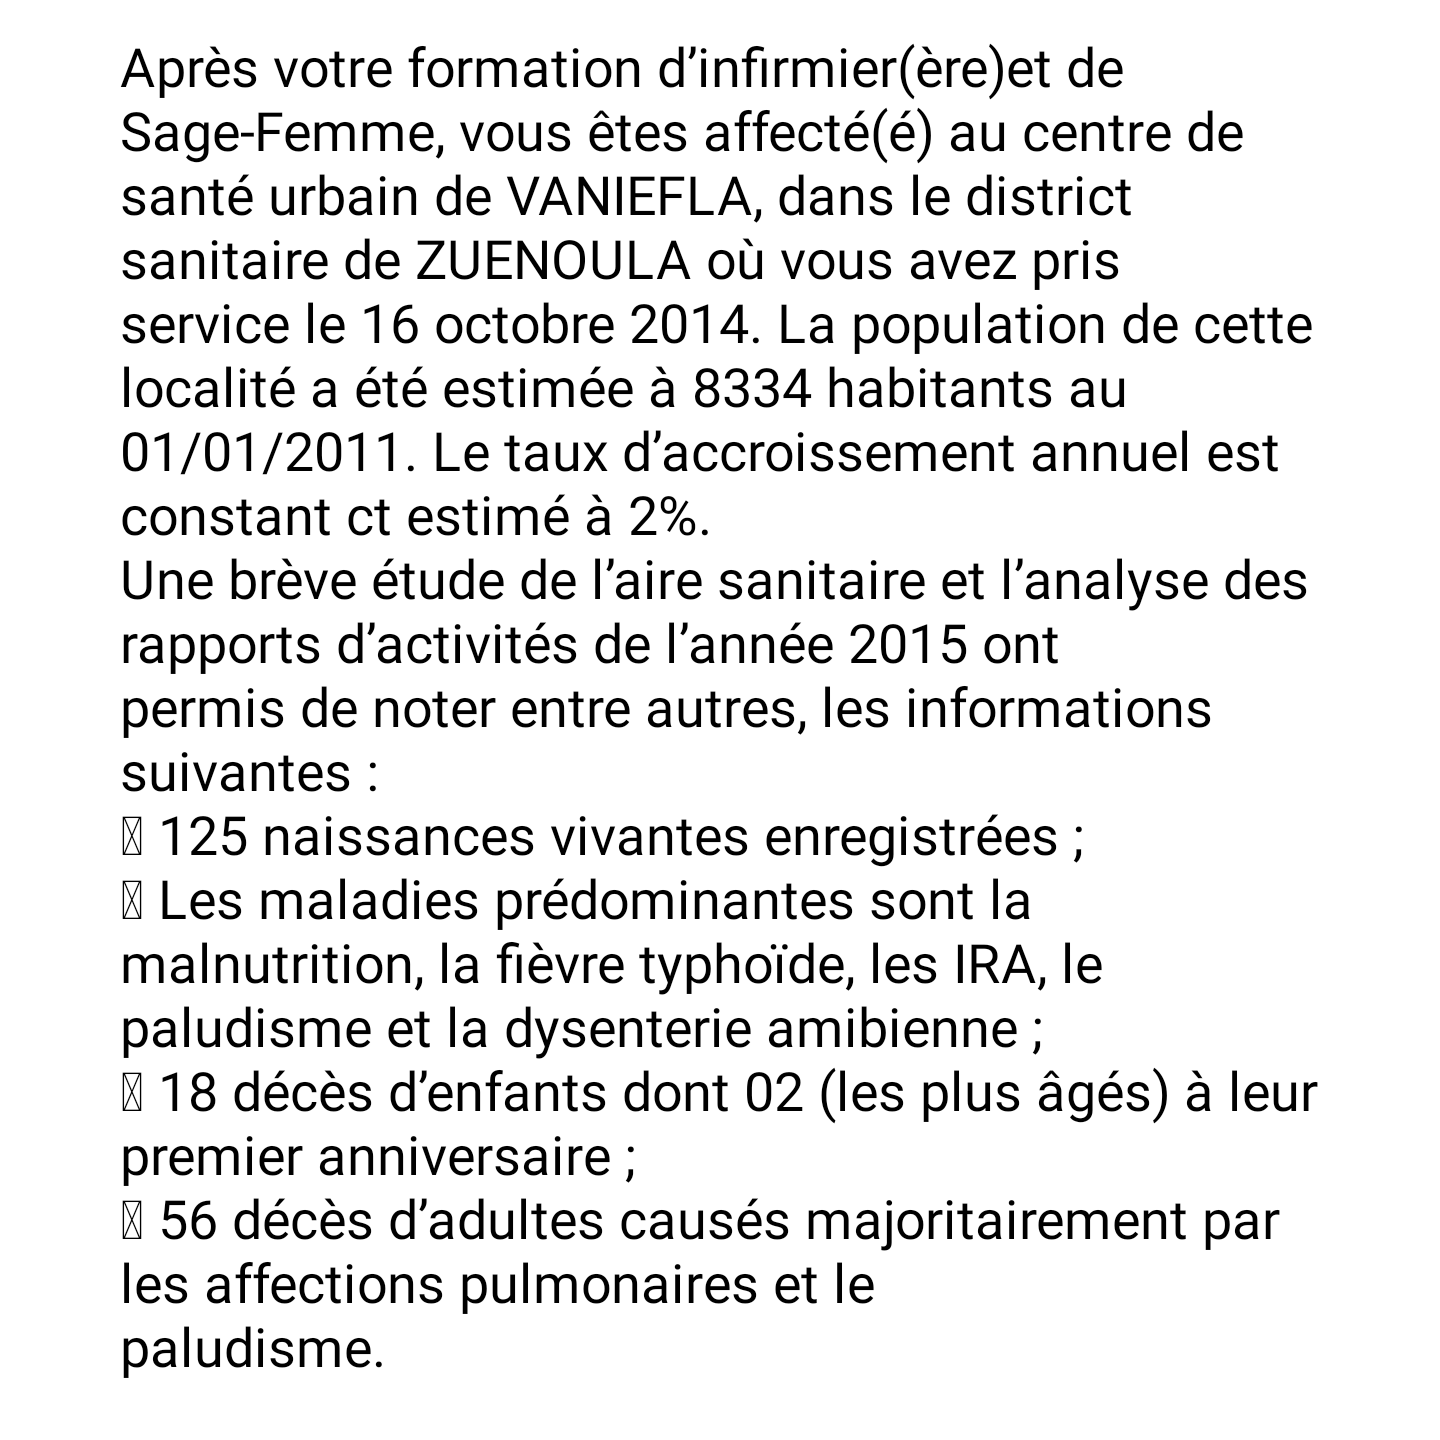 Après votre formation d’infirmier(ère)et de
Sage-Femme, vous êtes affecté(é) au centre de
santé urbain de VANIEFLA, dans le district
sanitaire de ZUENOULA où vous avez pris
service le 16 octobre 2014. La population de cette
localité a été estimée à 8334 habitants au
01/01/2011. Le taux d’accroissement annuel est
constant ct estimé à 2%.
Une brève étude de l’aire sanitaire et l’analyse des
rapports d’activités de l’année 2015 ont
permis de noter entre autres, les informations
suivantes :
 125 naissances vivantes enregistrées ;
 Les maladies prédominantes sont la
malnutrition, la fièvre typhoïde, les IRA, le
paludisme et la dysenterie amibienne ;
 18 décès d’enfants dont 02 (les plus âgés) à leur
premier anniversaire ;
 56 décès d’adultes causés majoritairement par
les affections pulmonaires et le
paludisme.